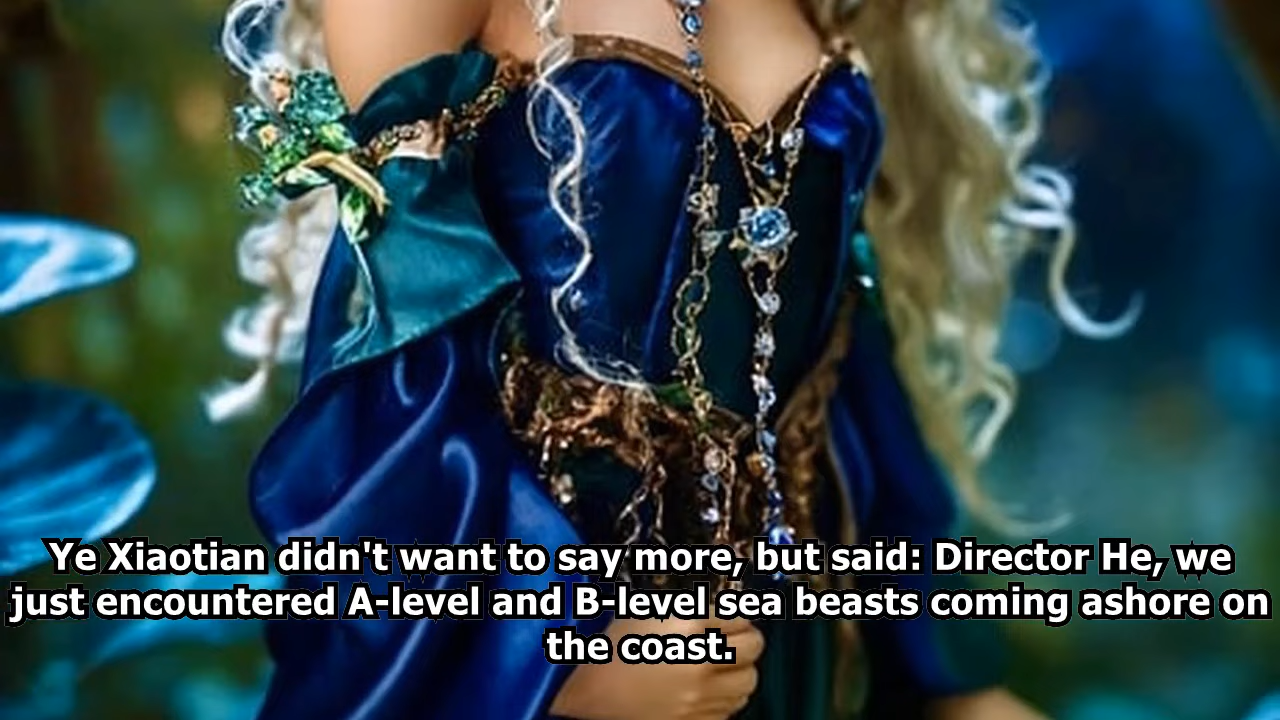 Ye Xiaotian didn't want to say more, but said: Director He, we
just encountered A-level and B-level sea beasts coming ashore on
the coast.